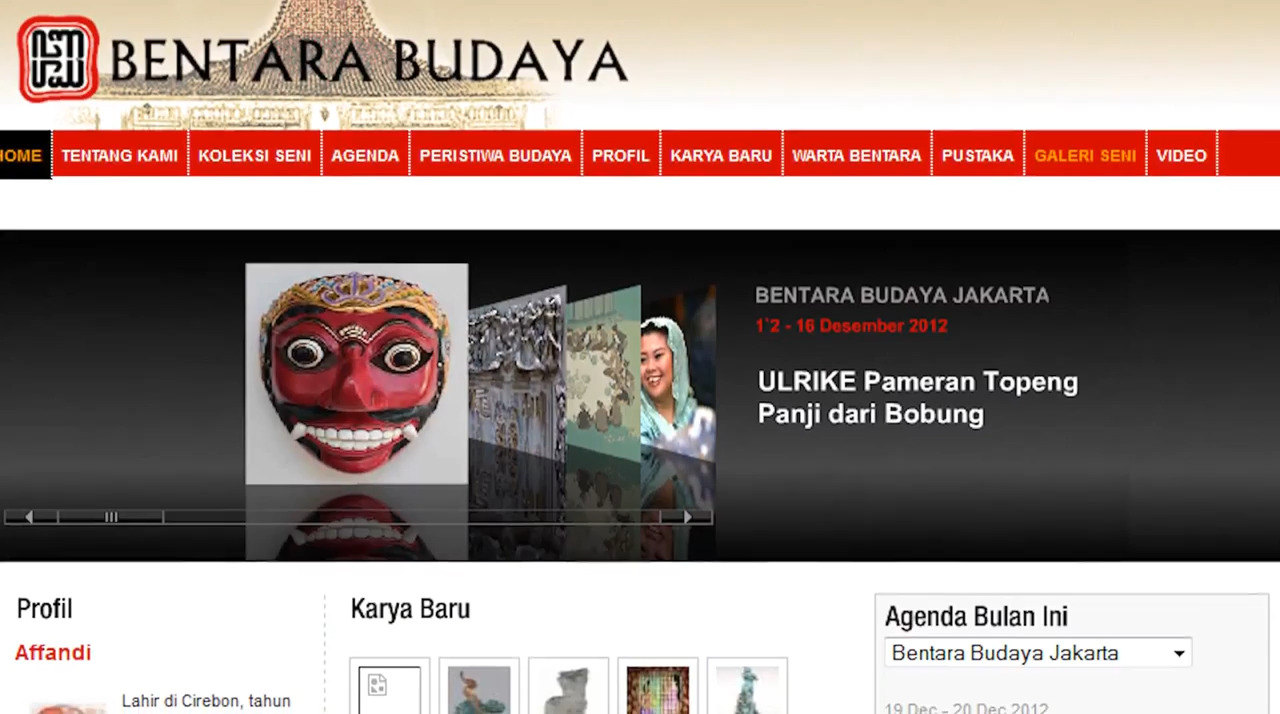 BENTARA BUDAYA
HOME TENTANG KAMI KOLEKSI SENI AGENDA PERISTIWA BUDAYA PROFIL KARYA BARU WARTA BENTARA PUSTAKA GALERI SENI VIDEO
BENTARA BUDAYA JAKARTA
1`2 - 16 Desember 2012
ULRIKE Pameran Topeng
Panji dari Bobung
Profil
Affandi
Lahir di Cirebon, tahun
Karya Baru
Agenda Bulan Ini
Bentara Budaya Jakarta
19 Dec - 20 Dec 2012